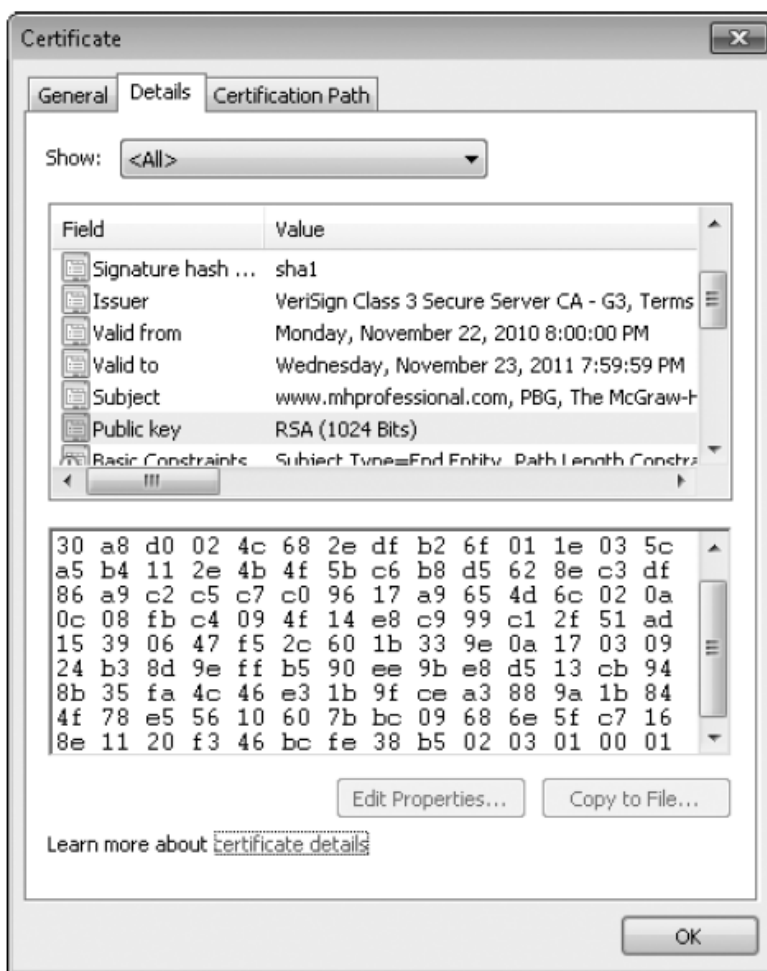 Certificate
General Details Certification Path
Show: <All>
Field Value
Signature hash ... sha1
Issuer VeriSign Class 3 Secure Server CA - G3, Terms
Valid from Monday, November 22, 2010 8:00:00 PM
Valid to Wednesday, November 23, 2011 7:59:59 PM
Subject www.mhprofessional.com, PBG, The McGraw-H
Public key RSA (1024 Bits)
Basic Constraints Subject Type=End Entity, Path Length Constra
30 a8 d0 02 4c 68 2e df b2 6f 01 1e 03 5c
a5 b4 11 2e 4b 4f 5b c6 b8 d5 62 8e c3 df
86 a9 c2 c5 c7 c0 96 17 a9 65 4d 6c 02 0a
0c 08 fb c4 09 4f 14 e8 c9 99 c1 2f 51 ad
15 39 06 47 f5 2c 60 1b 33 9e 0a 17 03 09
24 b3 8d 9e ff b5 90 ee 9b e8 d5 13 cb 94
8b 35 fa 4c 46 e3 1b 9f ce a3 88 9a 1b 84
4f 78 e5 56 10 60 7b bc 09 68 6e 5f c7 16
8e 11 20 f3 46 bc fe 38 b5 02 03 01 00 01
Edit Properties... Copy to File...
Learn more about certificate details
OK